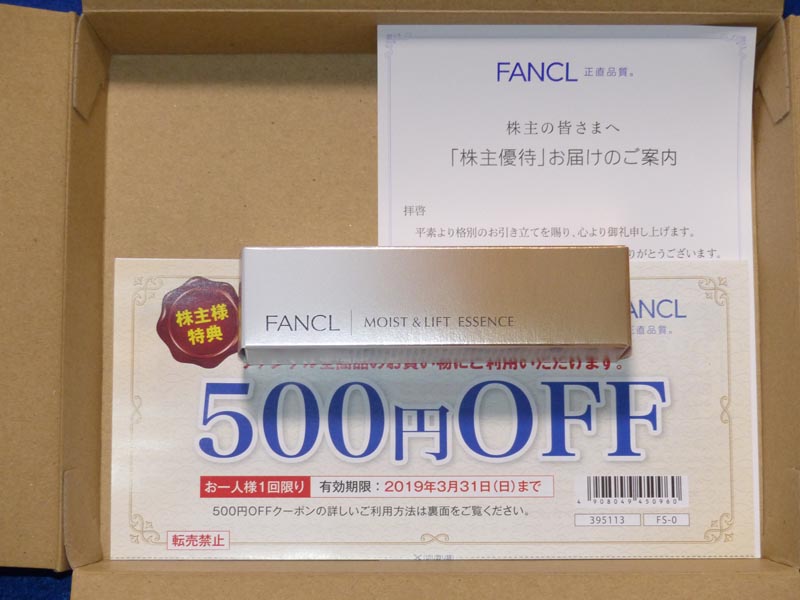 FANCL 正直品質。
株主の皆さまへ
「株主優待」お届けのご案内
拝啓
平素より格別のお引き立てを賜り、心より御礼申し上げます。
りがとうございます。
FANCL MOIST & LIFT ESSENCE
株主様
特典
ANCL
正直品質。
お買い物にご利用いただけます。
500円OFF
お一人様1回限り 有効期限:2019年3月31日(日)まで
500円OFFクーポンの詳しいご利用方法は裏面をご覧ください。
転売禁止
4 908049 450960
395113 FS-0